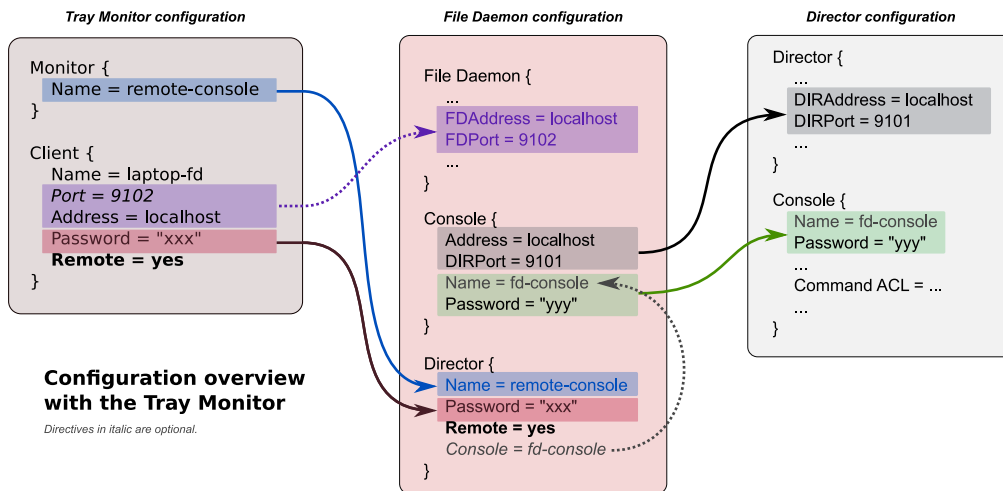 Tray Monitor configuration
Monitor {
Name = remote-console
}
Client {
Name = laptop-fd
Port = 9102
Address = localhost
Password = "xxx"
Remote = yes
}
Configuration overview
with the Tray Monitor
Directives in italic are optional.
File Daemon configuration
File Daemon {
...
FDAddress = localhost
FDPort = 9102
...
}
Console {
Address = localhost
DIRPort = 9101
Name = fd-console
Password = "yyy"
}
Director {
Name = remote-console
Password = "xxx"
Remote = yes
Console = fd-console
}
Director configuration
Director {
...
DIRAddress = localhost
DIRPort = 9101
...
}
Console {
Name = fd-console
Password = "yyy"
...
Command ACL = ...
...
}